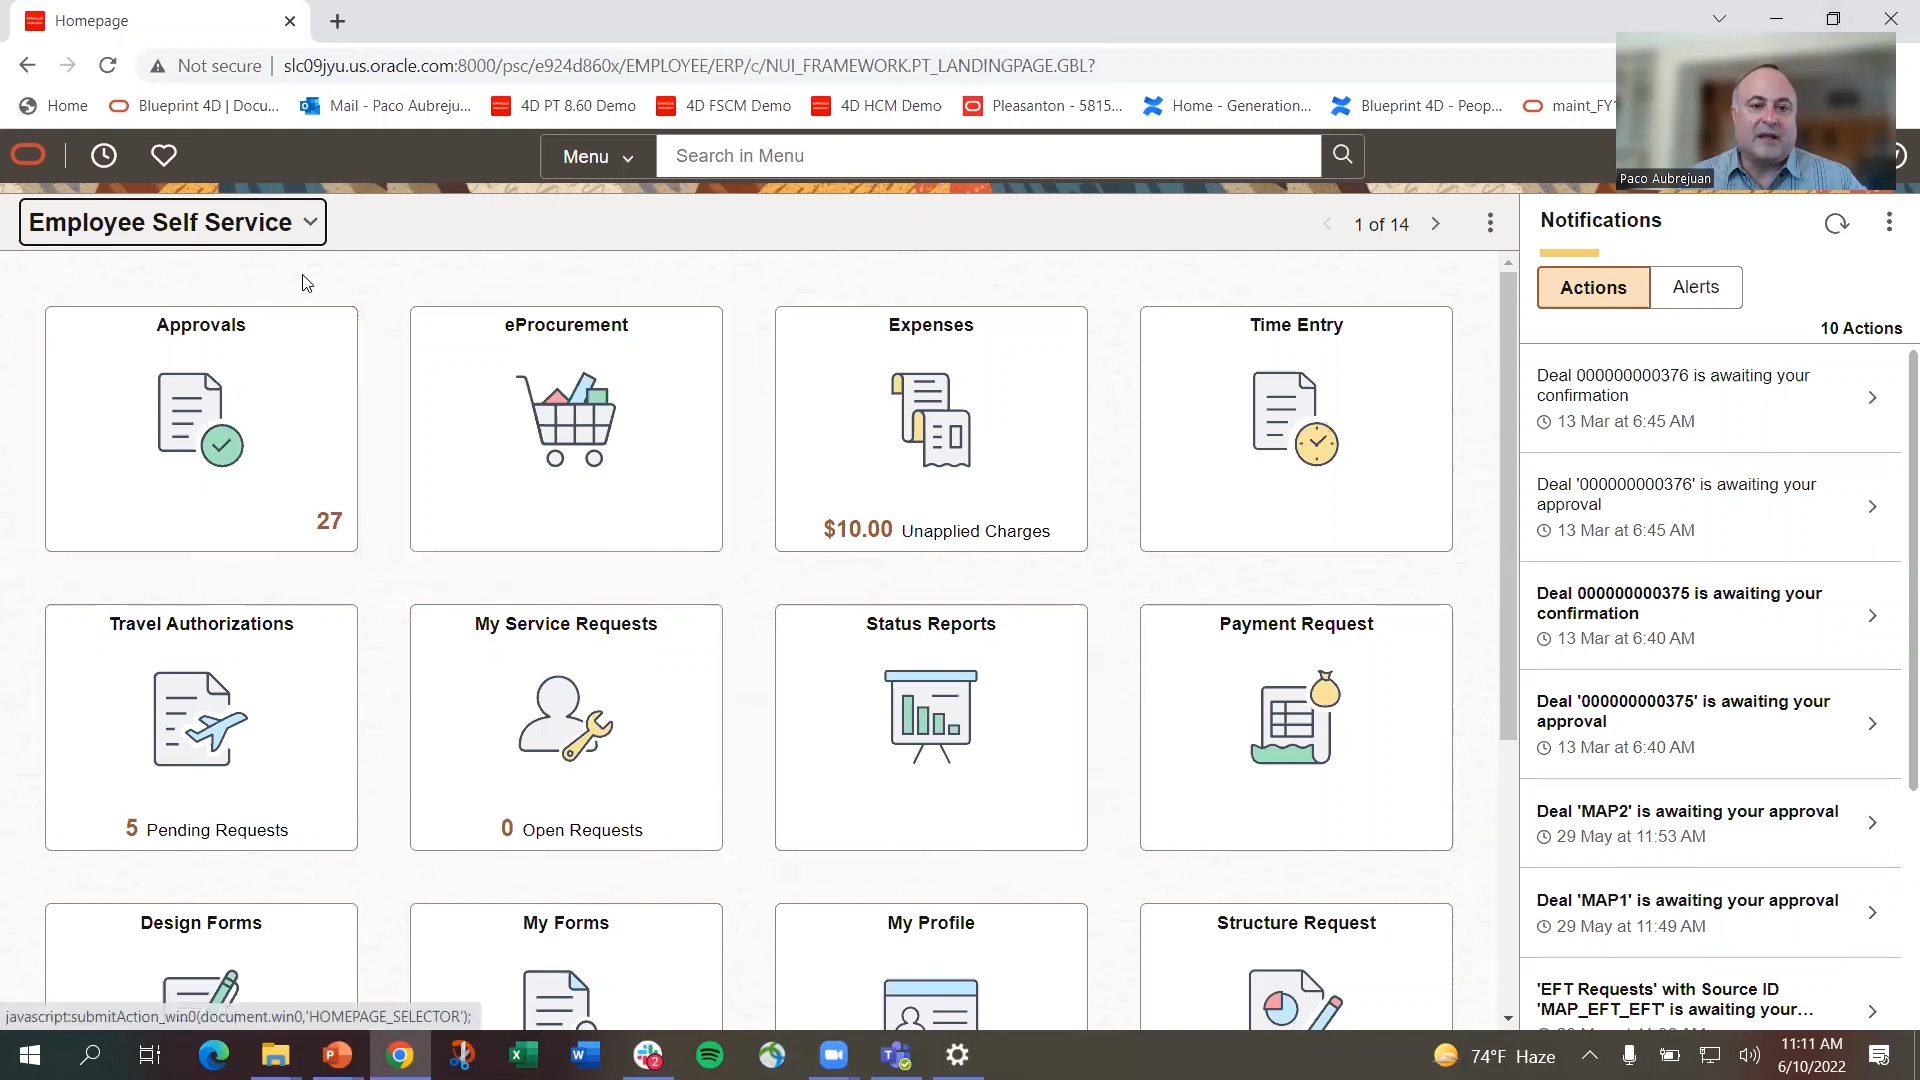 Homepage
Not secure
slc09jyu.us.oracle.com:8000/psc/e924d860x/EMPLOYEE/ERP/c/NUI_FRAMEWORK.PT_LANDINGPAGE.GBL?
Home
Blueprint 4D | Docu...
Mail - Paco Aubreju...
4D PT 8.60 Demo
4D FSCM Demo
4D HCM Demo
Pleasanton - 5815...
Home - Generation...
Blueprint 4D - Peop...
Paco Aubrejuan
Menu
Search in Menu
Employee Self Service
1 of 14
Approvals
27
eProcurement
Expenses
$10.00 Unapplied Charges
Time Entry
Travel Authorizations
5 Pending Requests
My Service Requests
0 Open Requests
Status Reports
Payment Request
Design Forms
My Forms
My Profile
Structure Request
Notifications
Actions
Alerts
10 Actions
Deal 000000000376 is awaiting your
confirmation
13 Mar at 6:45 AM
Deal '000000000376' is awaiting your
approval
13 Mar at 6:45 AM
Deal 000000000375 is awaiting your
confirmation
13 Mar at 6:40 AM
Deal '000000000375' is awaiting your
approval
13 Mar at 6:40 AM
Deal 'MAP2' is awaiting your approval
29 May at 11:53 AM
Deal 'MAP1' is awaiting your approval
29 May at 11:49 AM
'EFT Requests' with Source ID
'MAP_EFT_EFT' is awaiting your...
javascript:submitAction_win0(document.win0,'HOMEPAGE_SELECTOR');
2
74°F Haze
11:11 AM
6/10/2022